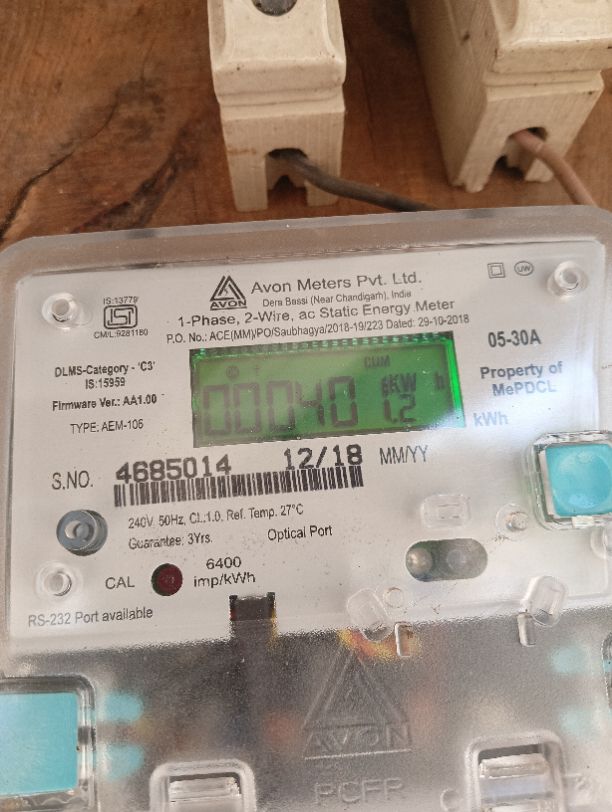 Avon Meters Pvt. Ltd.
AVON
Dera Bassi (Near Chandigarh), India
UW
IS:13779
ISI
CM/L:9281180
1-Phase, 2-Wire, ac Static Energy Meter
P.O. No.: ACE(MM)/PO/Saubhagya/2018-19/223 Dated: 29-10-2018
05-30A
DLMS-Category - 'C3'
IS:15959
Firmware Ver.: AA1.00
TYPE: AEM-106
CUM
kW h
00040 1.2
Property of
MePDCL
kWh
S.NO. 4685014 12/18 MM/YY
240V, 50Hz, Cl.:1.0, Ref. Temp. 27°C
Guarantee: 3Yrs. Optical Port
CAL 6400
imp/kWh
RS-232 Port available
AVON
PCFP